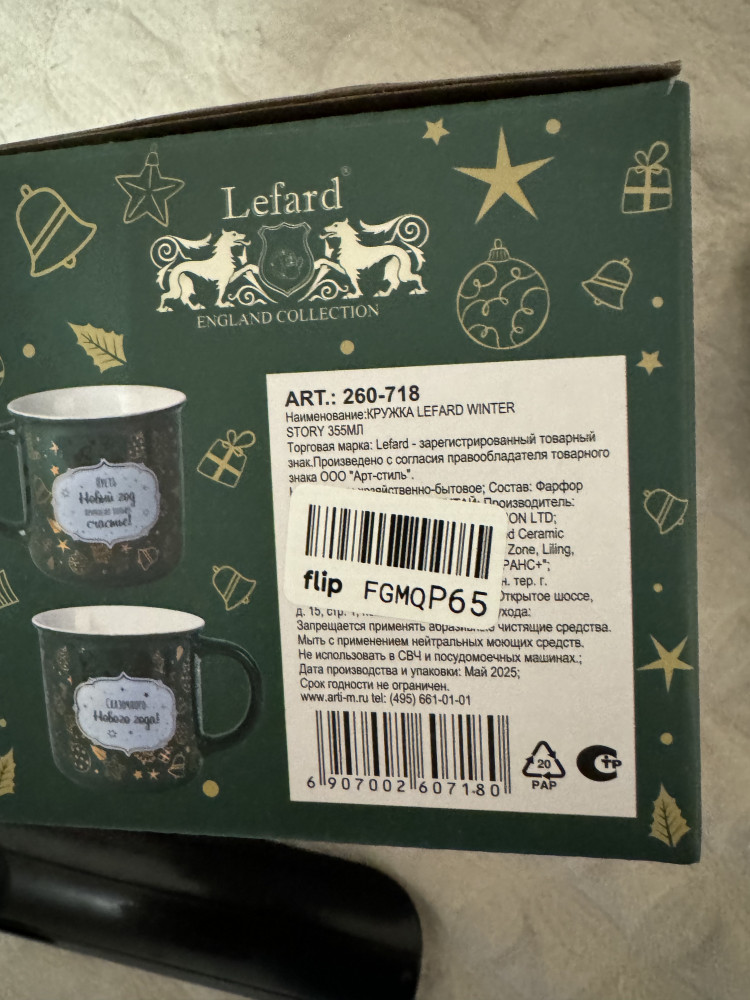 Lefard®
ENGLAND COLLECTION
Пусть
Новый год
счастье!
Сказочного
Нового года!
ART.: 260-718
Наименование:КРУЖКА LEFARD WINTER
STORY 355МЛ
Торговая марка: Lefard - зарегистрированный товарный
знак.Произведено с согласия правообладателя товарного
знака ООО "Арт-стиль".
хозяйственно-бытовое; Состав: Фарфор
Производитель:
ON LTD;
d Ceramic
Zone, Liling,
РАНС+";
н. тер. г.
Открытое шоссе,
д. 15, стр.
Запрещается применять абразивно чистящие средства.
Мыть с применением нейтральных моющих средств.
Не использовать в СВЧ и посудомоечных машинах.;
Дата производства и упаковки: Май 2025;
Срок годности не ограничен.
www.arti-m.ru tel: (495) 661-01-01
flip FGMQP65
6 907002 607180
20
PAP